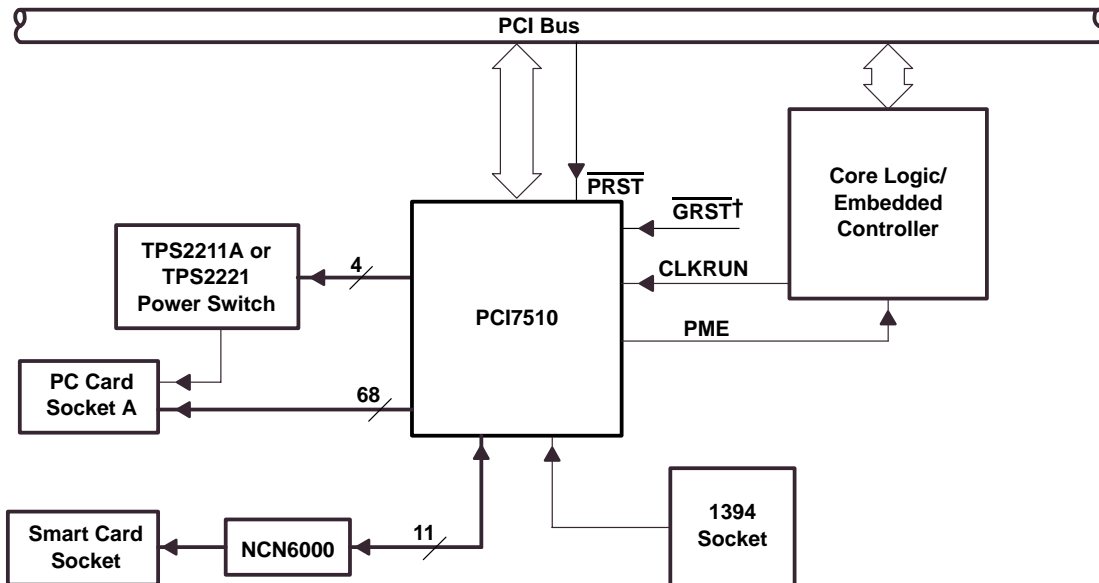 PCI Bus
PRST
GRST†
Core Logic/
Embedded
Controller
TPS2211A or
TPS2221
Power Switch
4
CLKRUN
PCI7510
PME
PC Card
Socket A
68
1394
Socket
Smart Card
Socket
NCN6000
11